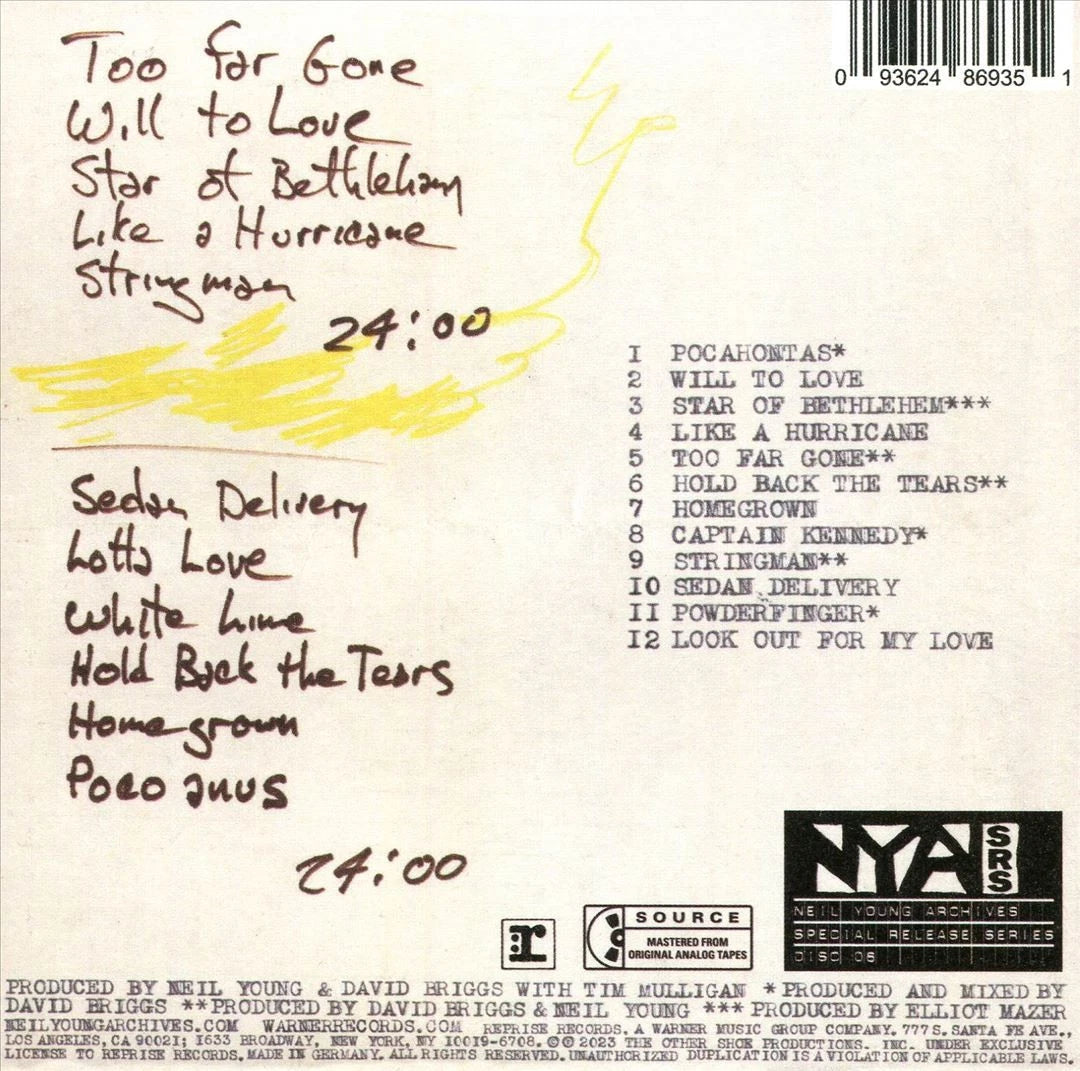 Too far Gone
Will to Love
Star of Bethlehem
Like a Hurricane
Stringman
24:00
Sedan Delivery
Lotta Love
White Line
Hold Back the Tears
Homegrown
Poco anus
24:00
0 93624 86935 1
1 POCAHONTAS*
2 WILL TO LOVE
3 STAR OF BETHLEHEM***
4 LIKE A HURRICANE
5 TOO FAR GONE**
6 HOLD BACK THE TEARS**
7 HOMEGROWN
8 CAPTAIN KENNEDY*
9 STRINGMAN**
10 SEDAN DELIVERY
11 POWDERFINGER*
12 LOOK OUT FOR MY LOVE
r
SOURCE
MASTERED FROM
ORIGINAL ANALOG TAPES
NYA SRS
NEIL YOUNG ARCHIVES
SPECIAL RELEASE SERIES
DISC 06
PRODUCED BY NEIL YOUNG & DAVID BRIGGS WITH TIM MULLIGAN *PRODUCED AND MIXED BY
DAVID BRIGGS **PRODUCED BY DAVID BRIGGS & NEIL YOUNG ***PRODUCED BY ELLIOT MAZER
NEILYOUNGARCHIVES.COM WARNERRECORDS.COM REPRISE RECORDS, A WARNER MUSIC GROUP COMPANY. 777 S. SANTA FE AVE.,
LOS ANGELES, CA 90021; 1633 BROADWAY, NEW YORK, NY 10019-6708. ℗© 2023 THE OTHER SHOE PRODUCTIONS. INC. UNDER EXCLUSIVE
LICENSE TO REPRISE RECORDS. MADE IN GERMANY. ALL RIGHTS RESERVED. UNAUTHORIZED DUPLICATION IS A VIOLATION OF APPLICABLE LAWS.